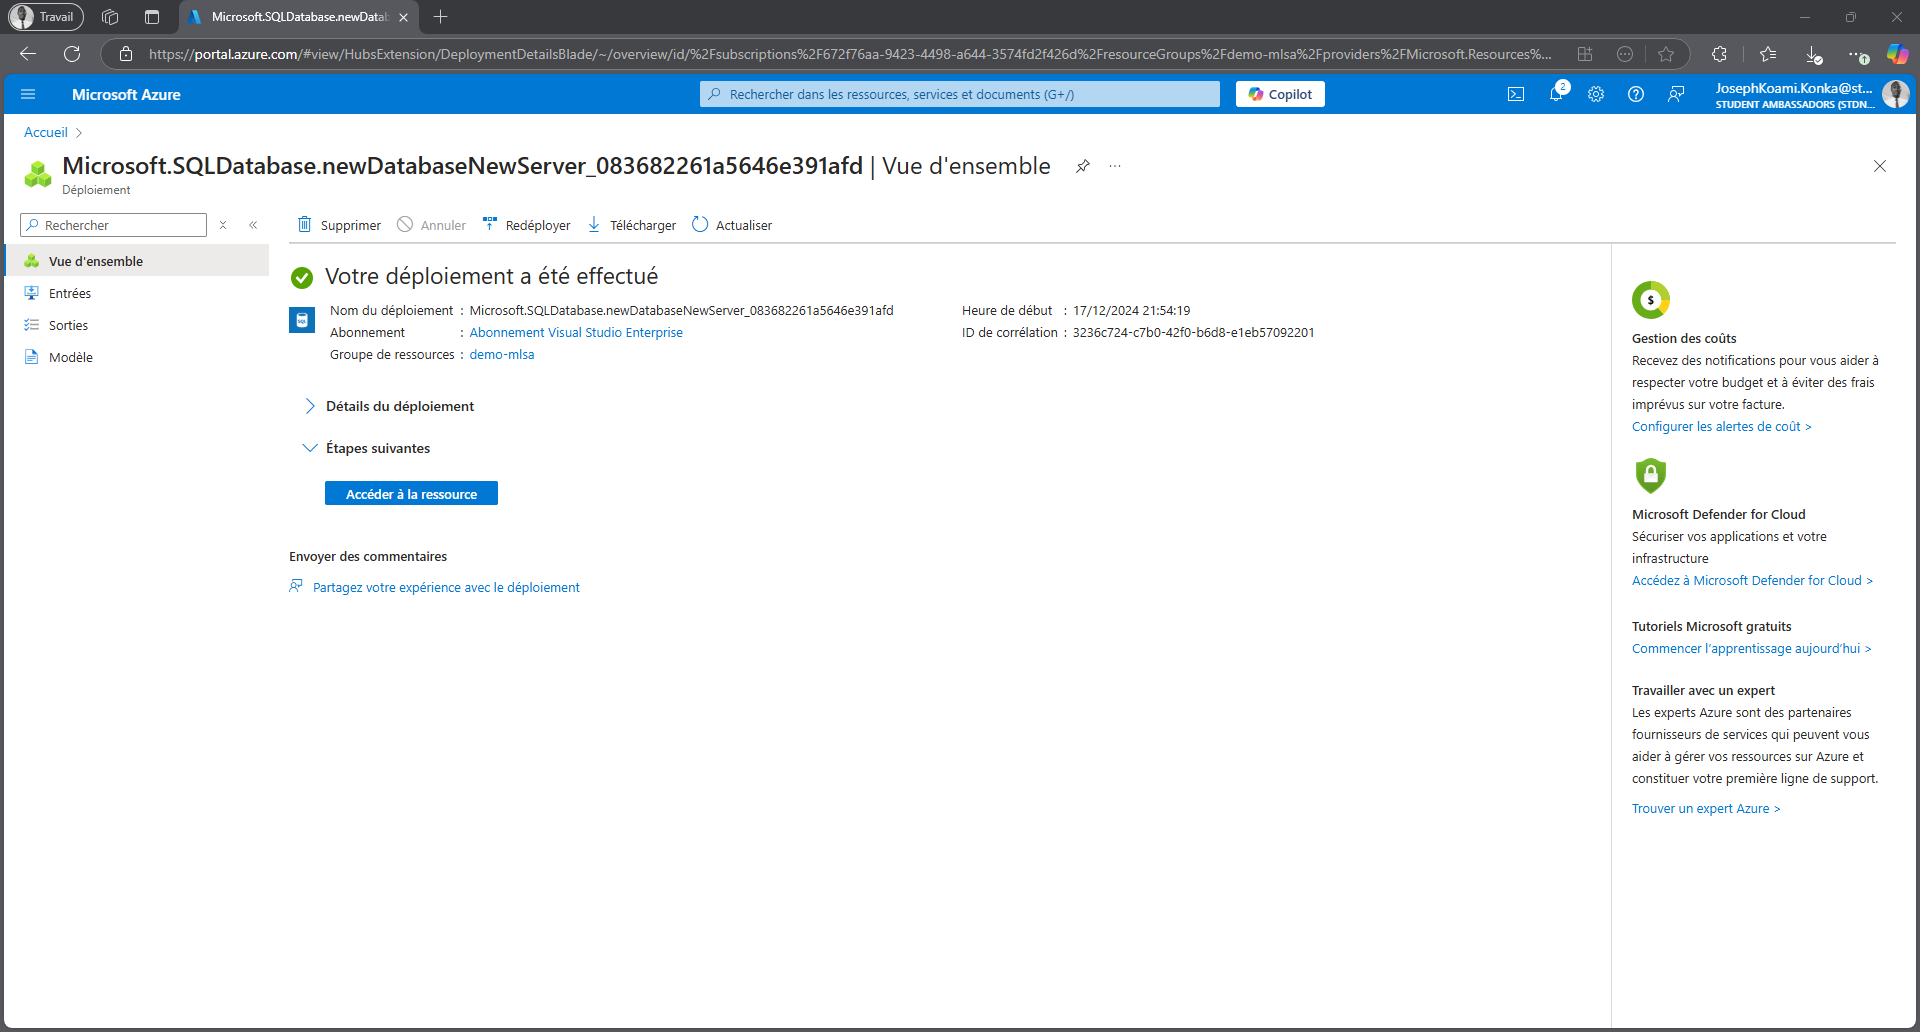 Travail
Microsoft.SQLDatabase.newDatab
https://portal.azure.com/#view/HubsExtension/DeploymentDetailsBlade/~/overview/id/%2Fsubscriptions%2F672f76aa-9423-4498-a644-3574fd2f426d%2FresourceGroups%2Fdemo-mlsa%2Fproviders%2FMicrosoft.Resources%...
Microsoft Azure
Rechercher dans les ressources, services et documents (G+/)
Copilot
2
JosephKoami.Konka@st...
STUDENT AMBASSADORS (STDN...
Accueil >
Microsoft.SQLDatabase.newDatabaseNewServer_083682261a5646e391afd | Vue d'ensemble
Déploiement
Rechercher
Supprimer
Annuler
Redéployer
Télécharger
Actualiser
Vue d'ensemble
Entrées
Sorties
Modèle
Votre déploiement a été effectué
SQL
Nom du déploiement : Microsoft.SQLDatabase.newDatabaseNewServer_083682261a5646e391afd
Abonnement : Abonnement Visual Studio Enterprise
Groupe de ressources : demo-mlsa
Heure de début : 17/12/2024 21:54:19
ID de corrélation : 3236c724-c7b0-42f0-b6d8-e1eb57092201
Détails du déploiement
Étapes suivantes
Accéder à la ressource
Envoyer des commentaires
Partagez votre expérience avec le déploiement
$
Gestion des coûts
Recevez des notifications pour vous aider à
respecter votre budget et à éviter des frais
imprévus sur votre facture.
Configurer les alertes de coût >
Microsoft Defender for Cloud
Sécuriser vos applications et votre
infrastructure
Accédez à Microsoft Defender for Cloud >
Tutoriels Microsoft gratuits
Commencer l’apprentissage aujourd’hui >
Travailler avec un expert
Les experts Azure sont des partenaires
fournisseurs de services qui peuvent vous
aider à gérer vos ressources sur Azure et
constituer votre première ligne de support.
Trouver un expert Azure >